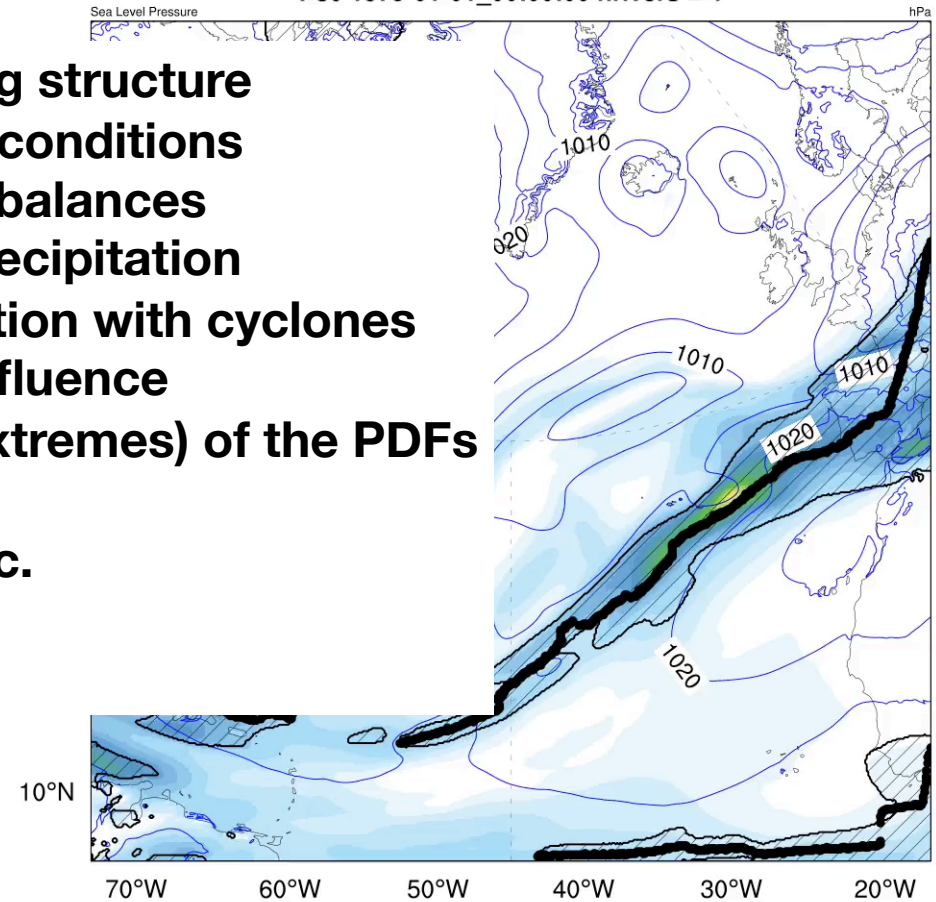 Sea Level Pressure
hPa
g structure
conditions
balances
ecipitation
tion with cyclones
fluence
xtremes) of the PDFs
c.
1010
020
1010
1010
1020
1020
10°N
70°W 60°W 50°W 40°W 30°W 20°W